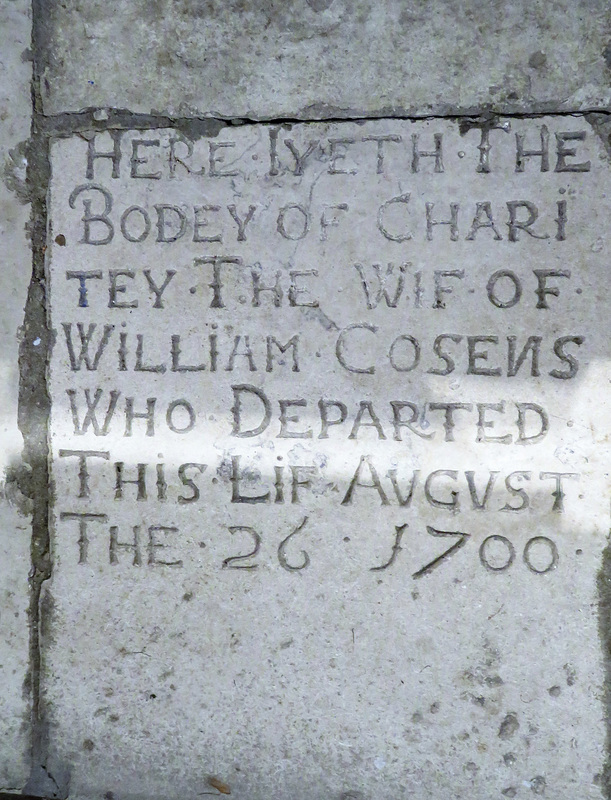 HERE · LYETH · THE
BODEY OF CHARI
TEY · THE WIF · OF ·
WILLIAM · COSENS
WHO DEPARTED ·
THIS · LIF · AVGVST ·
THE · 26 · 1700 ·